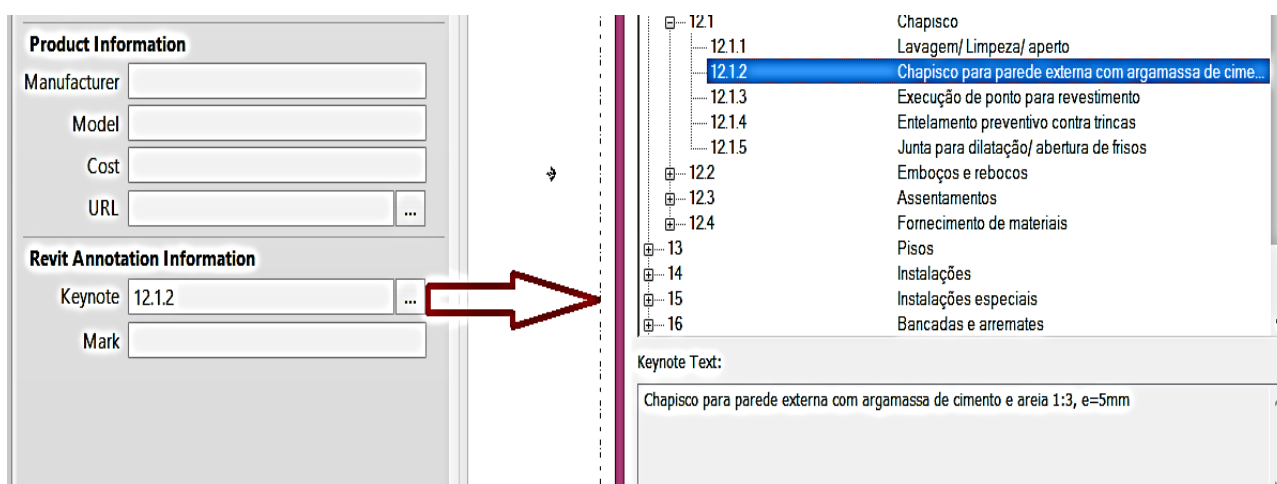 Product Information
Manufacturer
Model
Cost
URL
...
Revit Annotation Information
Keynote 12.1.2 ...
Mark
12.1 Chapisco
12.1.1 Lavagem/ Limpeza/ aperto
12.1.2 Chapisco para parede externa com argamassa de cime...
12.1.3 Execução de ponto para revestimento
12.1.4 Entelamento preventivo contra trincas
12.1.5 Junta para dilatação/ abertura de frisos
12.2 Emboços e rebocos
12.3 Assentamentos
12.4 Fornecimento de materiais
13 Pisos
14 Instalações
15 Instalações especiais
16 Bancadas e arremates
Keynote Text:
Chapisco para parede externa com argamassa de cimento e areia 1:3, e=5mm